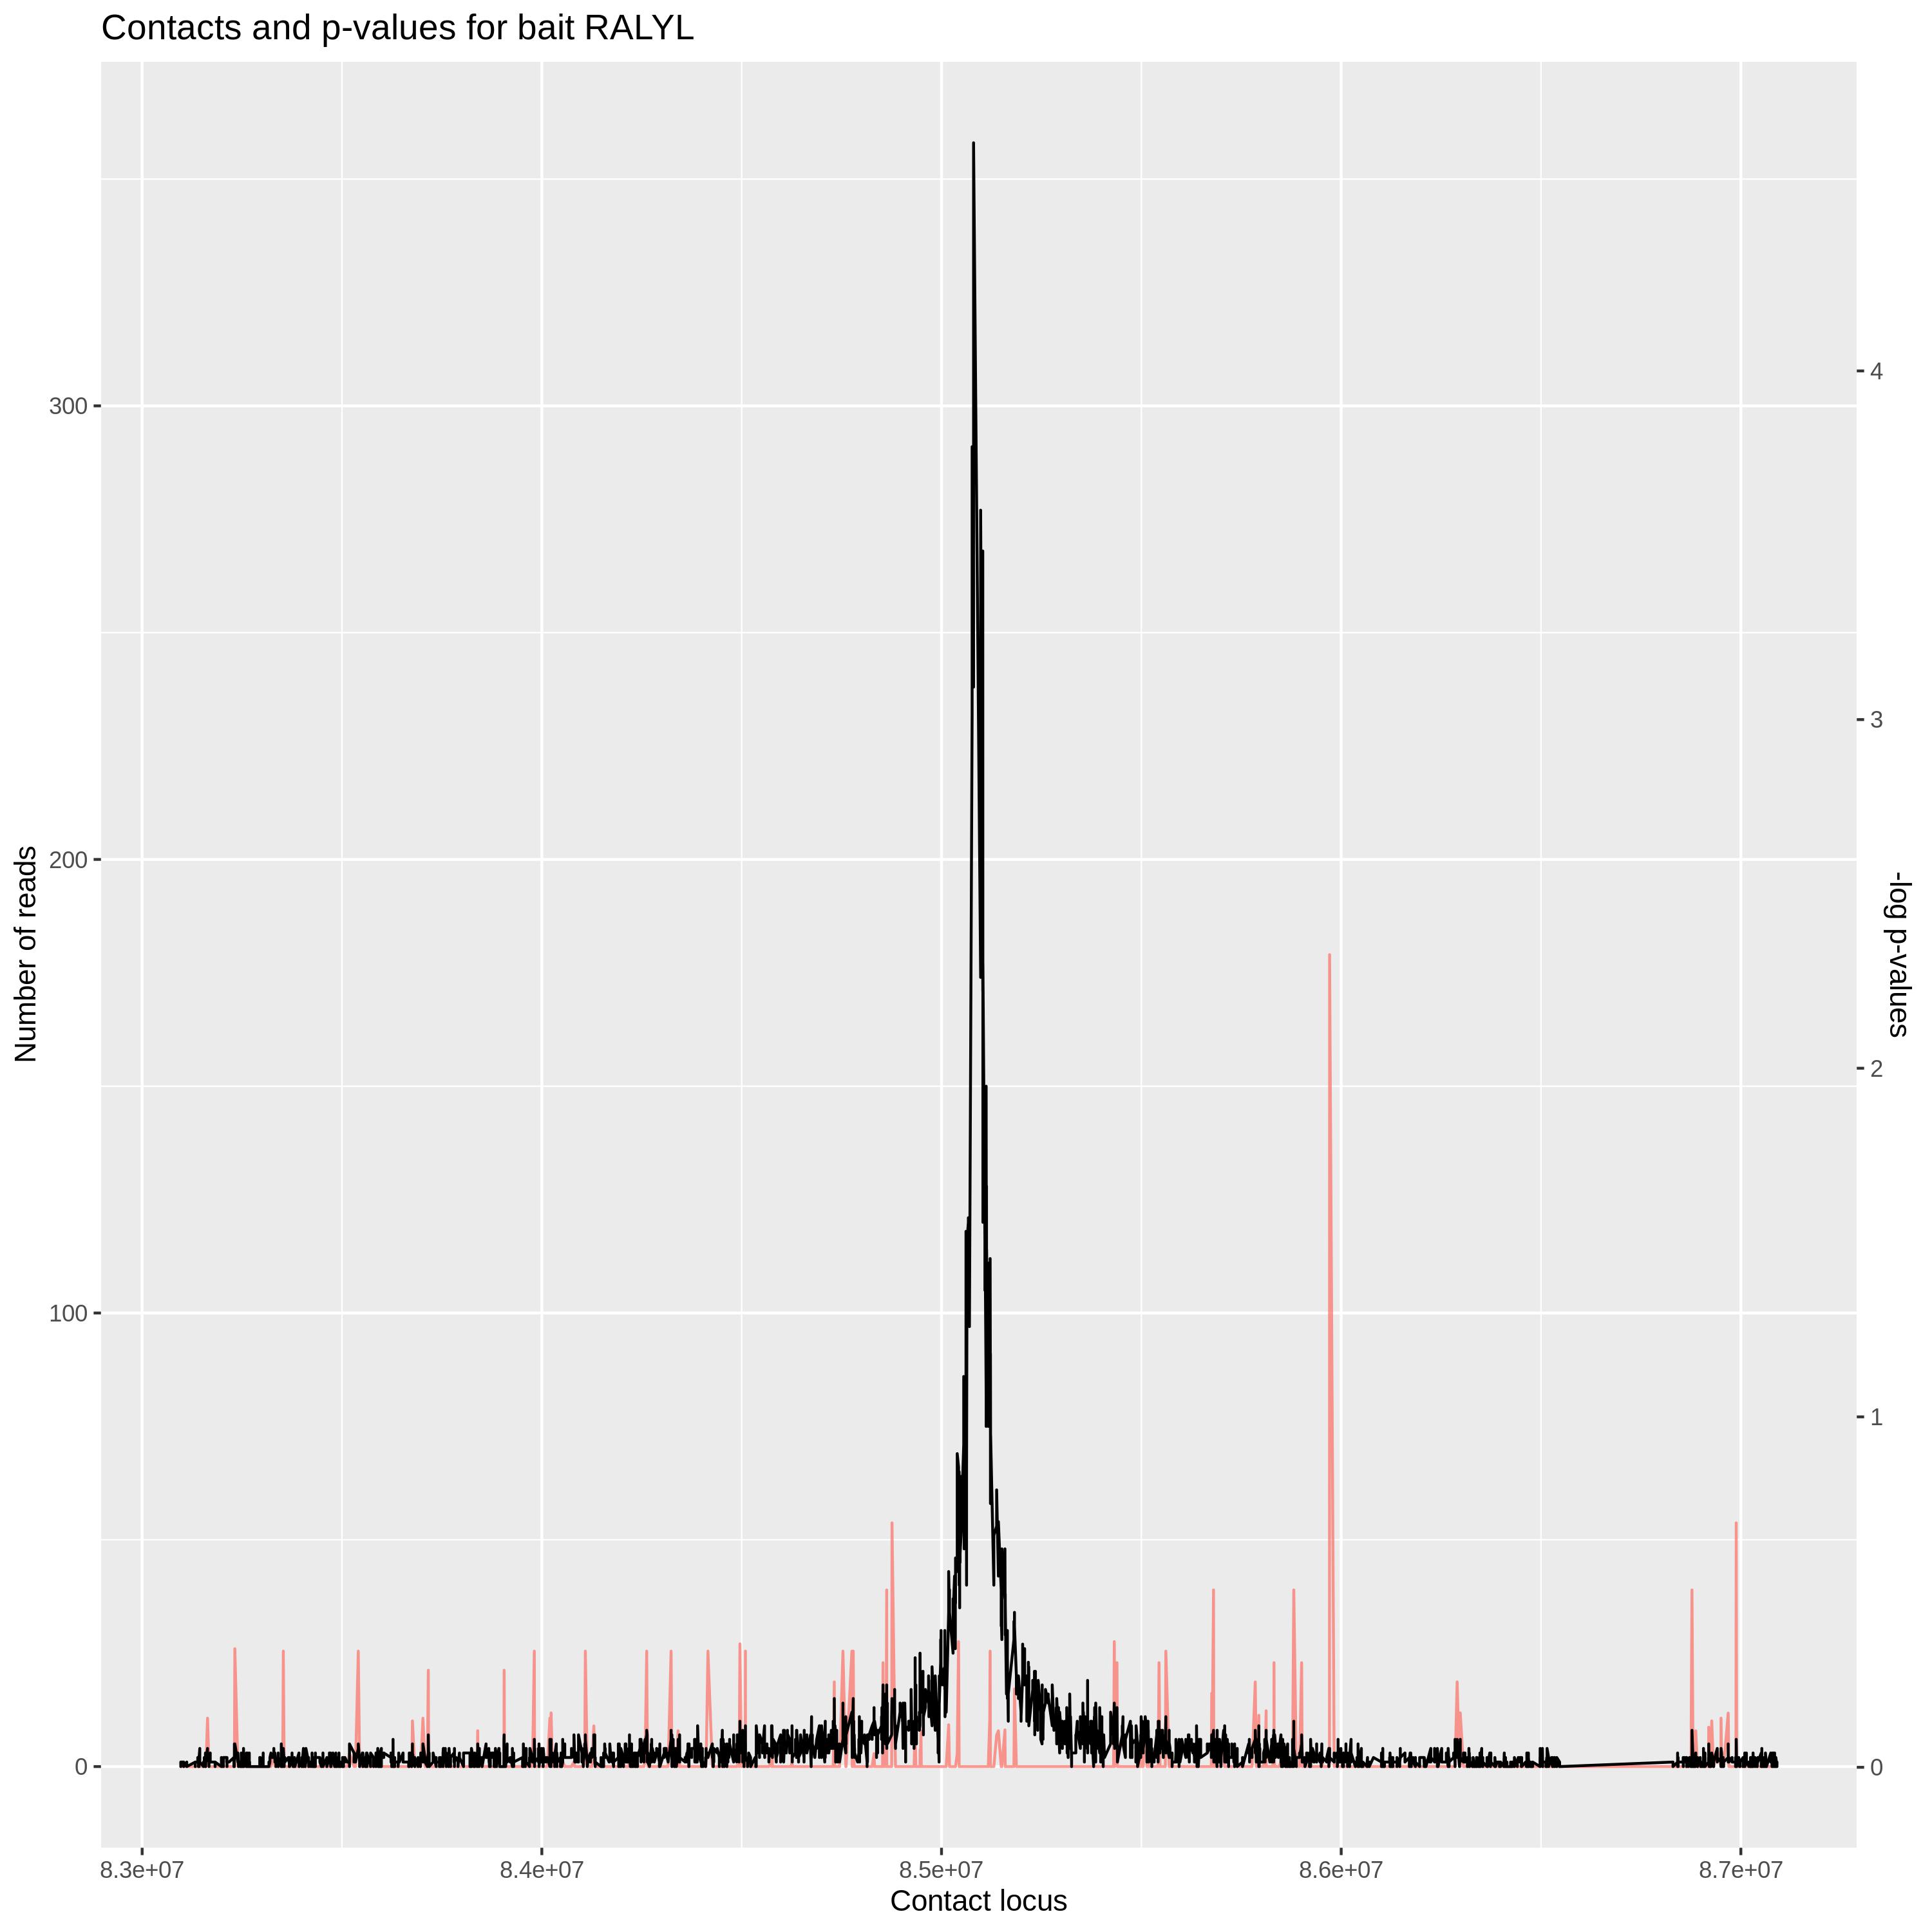 Contacts and p-values for bait RALYL
300
200
100
0
Number of reads
4
3
2
1
0
-log p-values
8.3e+07
8.4e+07
8.5e+07
8.6e+07
8.7e+07
Contact locus